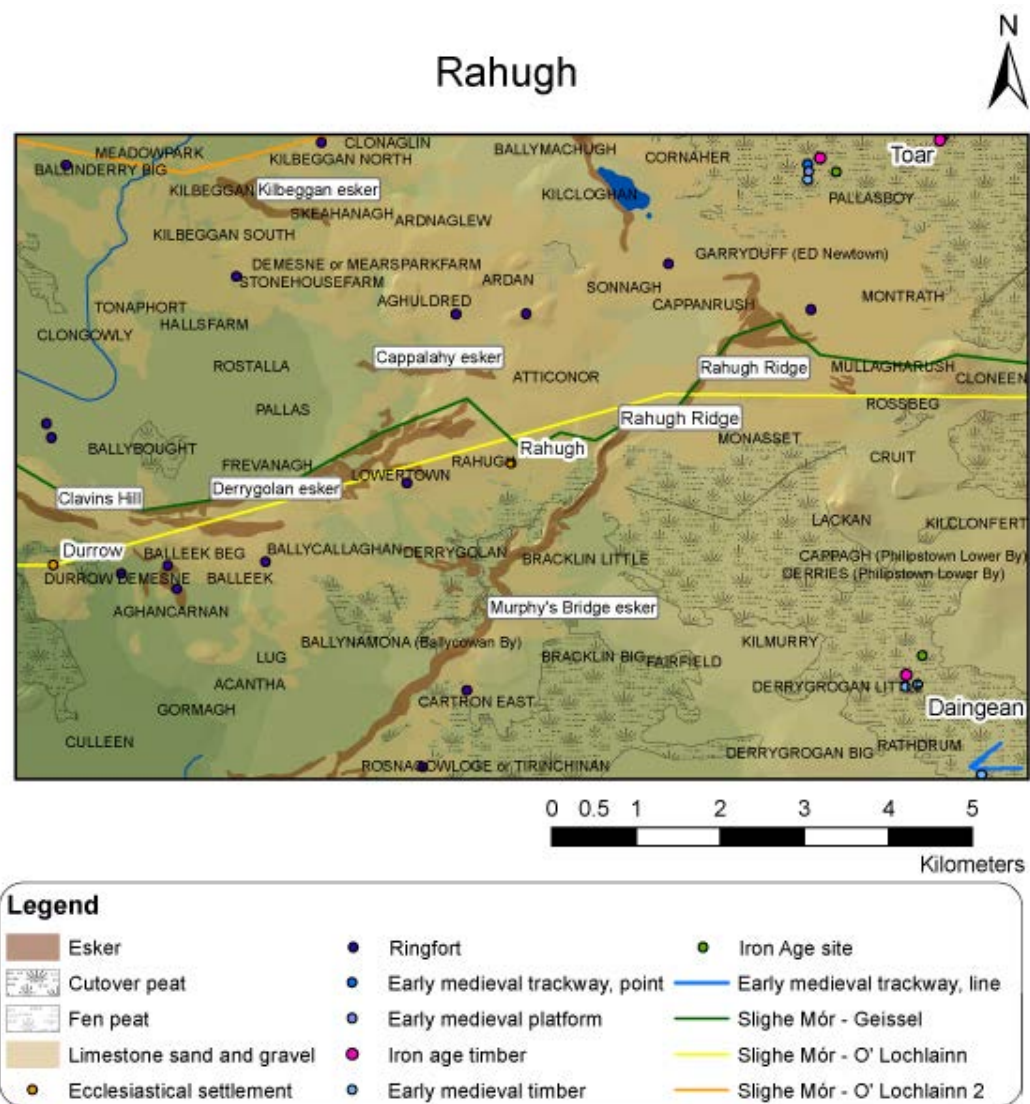 N
Rahugh
CLONAGLIN
MEADOWPARK
KILBEGGAN NORTH
BALLYMACHUGH
CORNAHER
Toar
BALLINDERRY BIG
KILBEGGAN
Kilbeggan esker
KILCLOGHAN
PALLASBOY
SKEAHANAGH
ARDNAGLEW
KILBEGGAN SOUTH
GARRYDUFF (ED Newtown)
DEMESNE or MEARSPARKFARM
STONEHOUSEFARM
ARDAN
SONNAGH
AGHULDRED
CAPPANRUSH
MONTRATH
TONAPHORT
HALLSFARM
CLONGOWLY
ROSTALLA
Cappalahy esker
ATTICONOR
Rahugh Ridge
MULLAGHARUSH
CLONEEN
PALLAS
Rahugh Ridge
ROSSBEG
BALLYBOUGHT
Rahugh
MONASSET
FREVANAGH
RAHUGH
CRUIT
LOWERTOWN
Clavins Hill
Derrygolan esker
LACKAN
KILCLONFERT
Durrow
BALLEEK BEG
BALLYCALLAGHAN
DERRYGOLAN
BRACKLIN LITTLE
CAPPAGH (Philipstown Lower By)
DURROW DEMESNE
BALLEEK
DERRIES (Philipstown Lower By)
AGHANCARNAN
Murphy's Bridge esker
BALLYNAMONA (Ballycowan By)
KILMURRY
LUG
BRACKLIN BIG
FAIRFIELD
ACANTHA
CARTRON EAST
DERRYGROGAN LITTLE
GORMAGH
Daingean
CULLEEN
DERRYGROGAN BIG
RATHDRUM
ROSNAGOWLOGE or TIRINCHINAN
0 0.5 1 2 3 4 5
Kilometers
Legend
Esker
Ringfort
Iron Age site
Cutover peat
Early medieval trackway, point
Early medieval trackway, line
Fen peat
Early medieval platform
Slighe Mór - Geissel
Limestone sand and gravel
Iron age timber
Slighe Mór - O' Lochlainn
Ecclesiastical settlement
Early medieval timber
Slighe Mór - O' Lochlainn 2